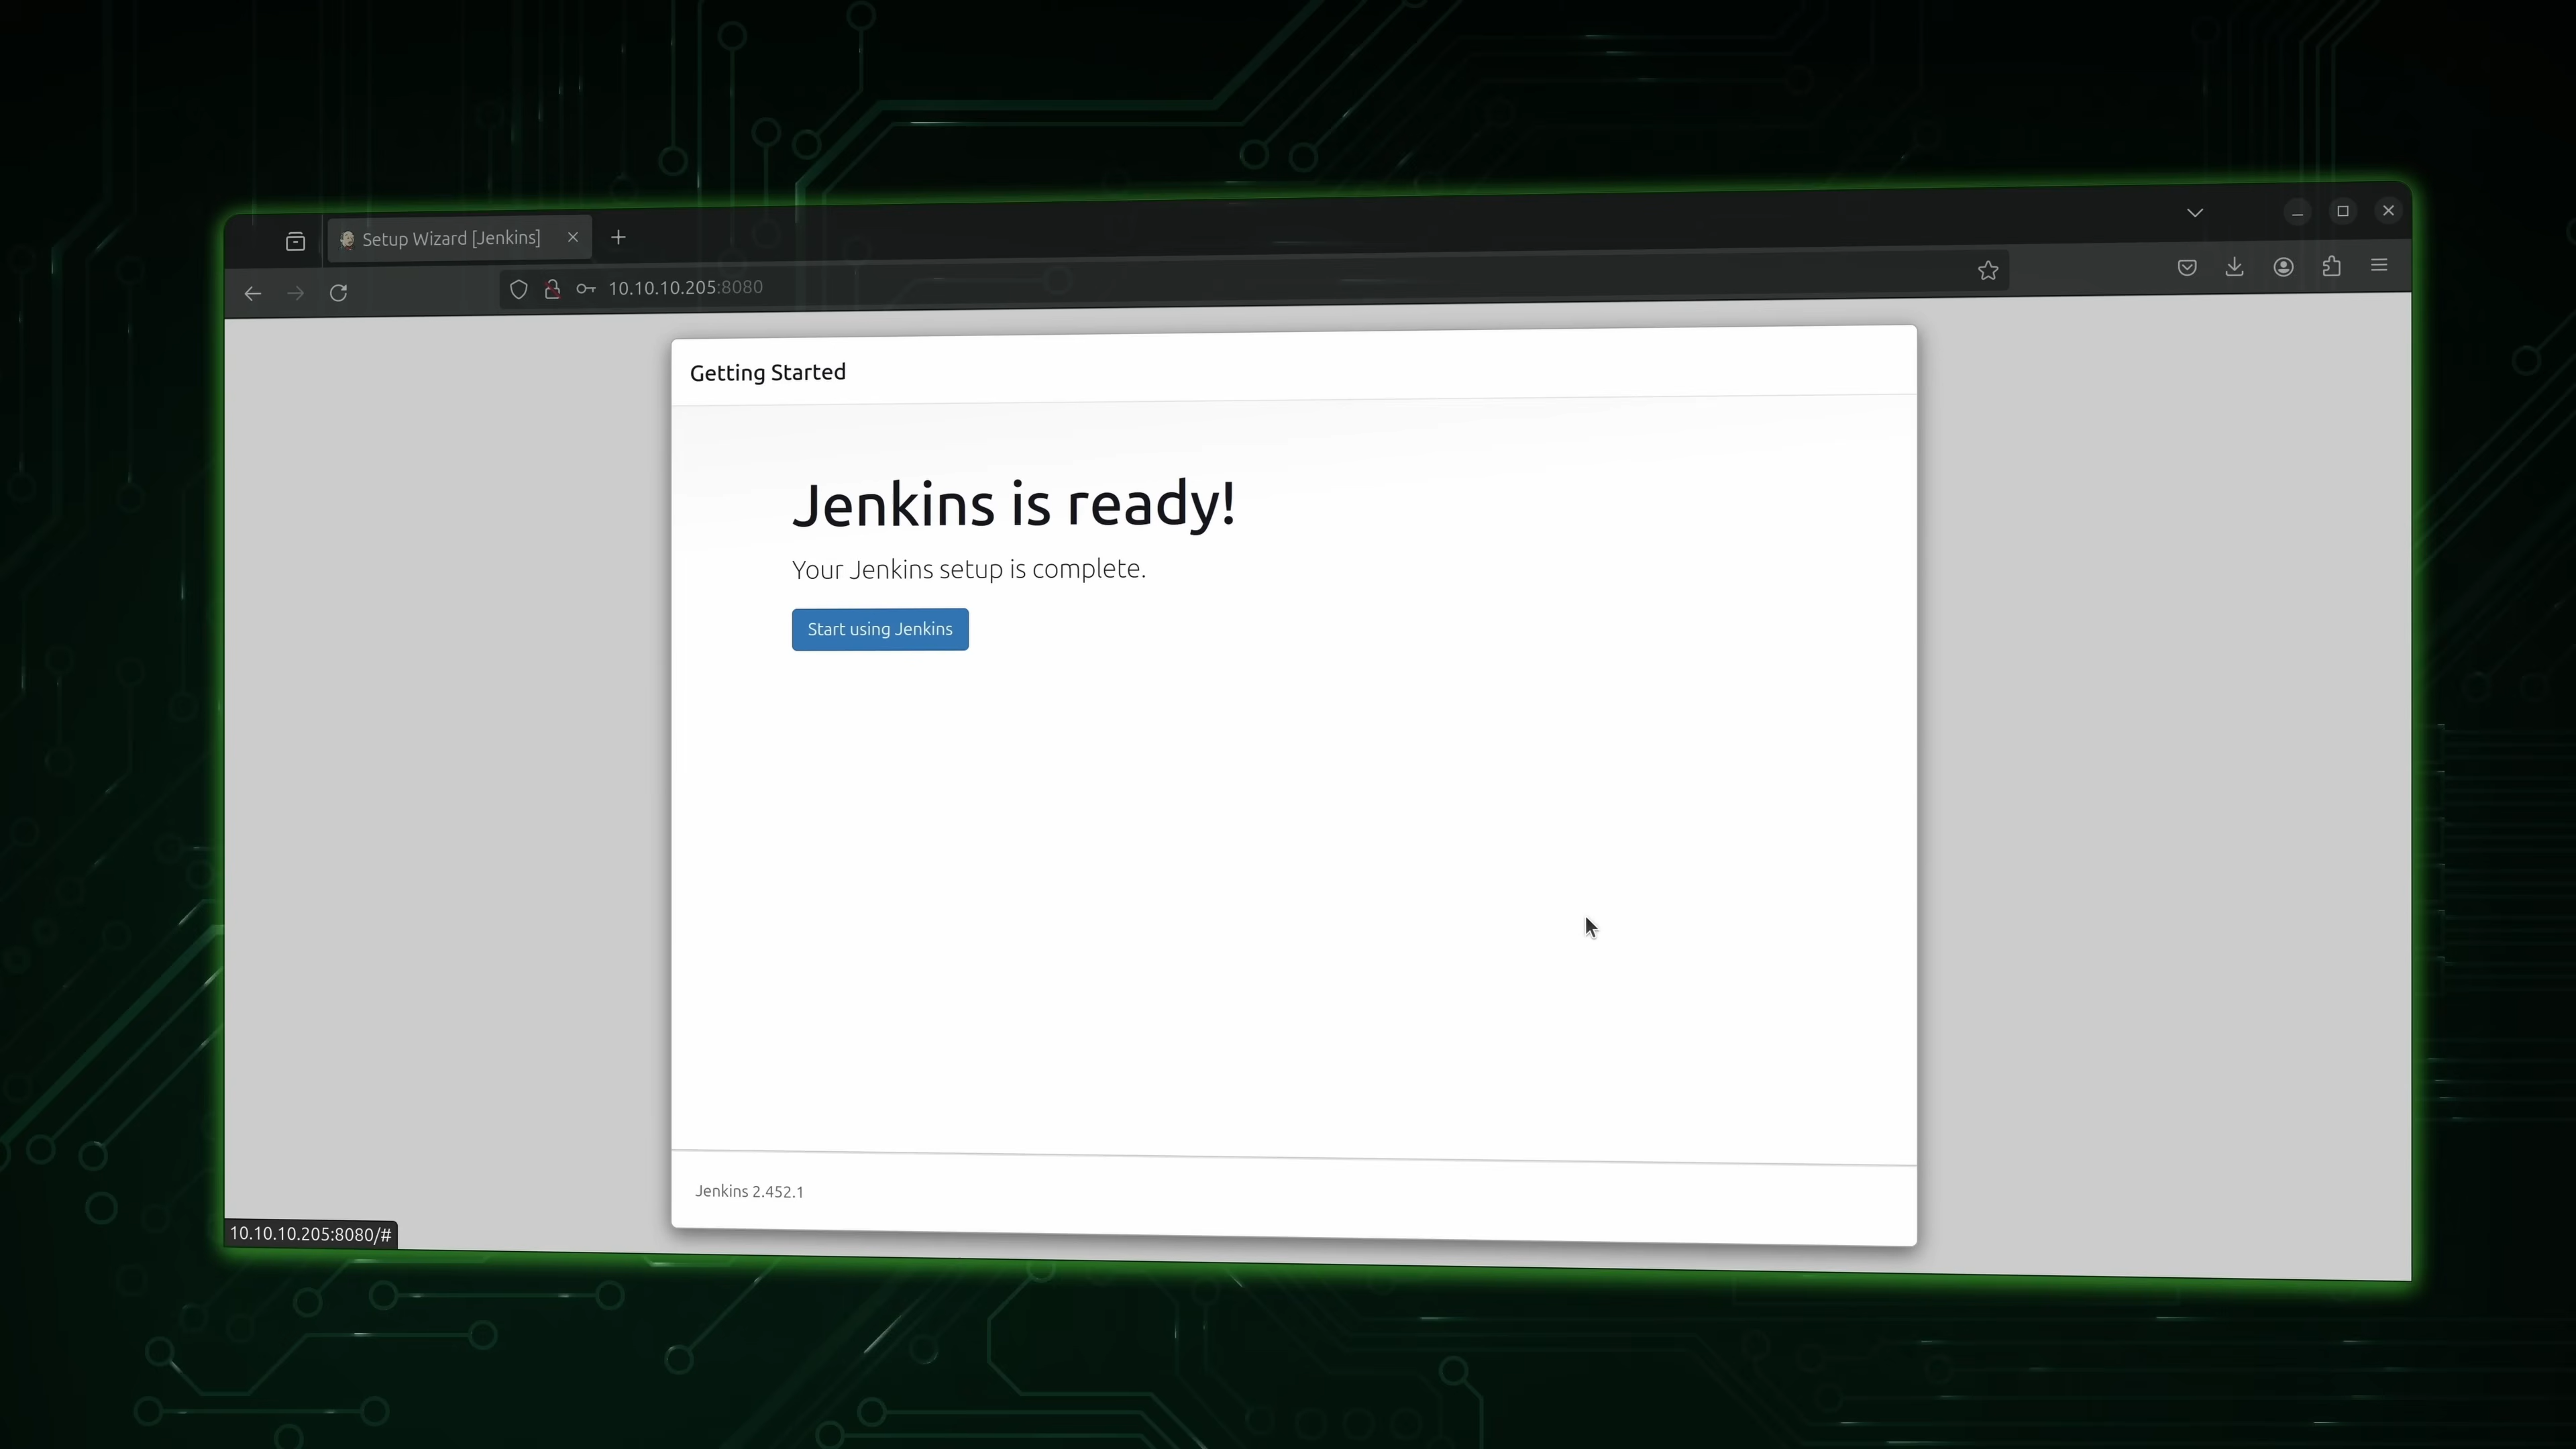 Setup Wizard [Jenkins]
10.10.10.205:8080
Getting Started
Jenkins is ready!
Your Jenkins setup is complete.
Start using Jenkins
Jenkins 2.452.1
10.10.10.205:8080/#